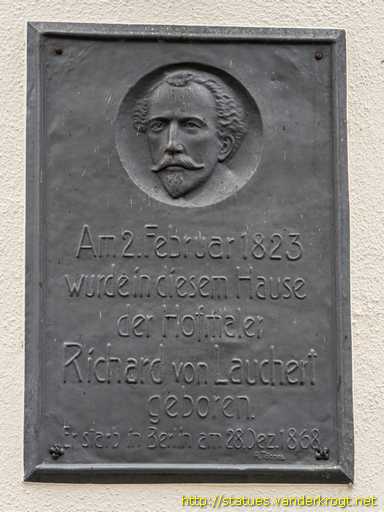 Am 2. Februar 1823
wurde in diesem Hause
der Hofmaler
Richard von Lauchert
geboren.
Er starb in Berlin am 28. Dez. 1868.
http://statues.vanderkrogt.net